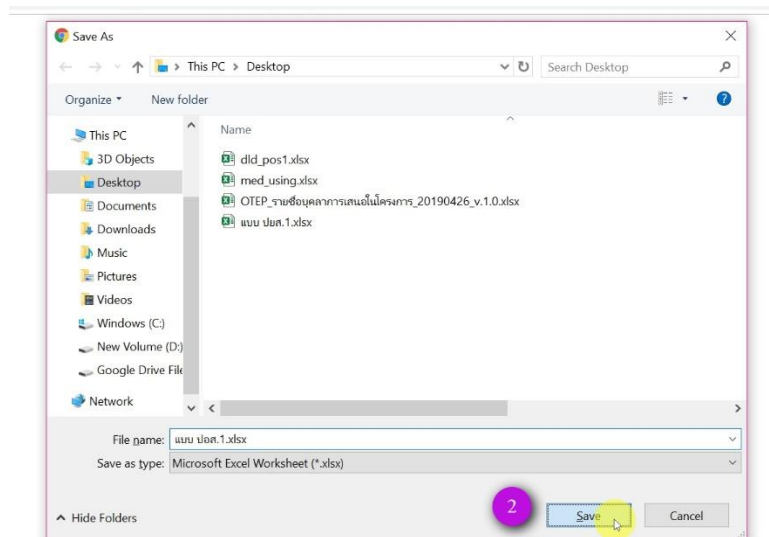 Save As
This PC > Desktop
Search Desktop
Organize
New folder
This PC
3D Objects
Desktop
Documents
Downloads
Music
Pictures
Videos
Windows (C:)
New Volume (D:)
Google Drive File
Network
Name
dld_pos1.xlsx
med_using.xlsx
OTEP_รายชื่อบุคลาการเสนอในโครงการ_20190426_v.1.0.xlsx
แบบ ปยส.1.xlsx
File name: แบบ ปอศ.1.xlsx
Save as type: Microsoft Excel Worksheet (*.xlsx)
Hide Folders
2
Save
Cancel